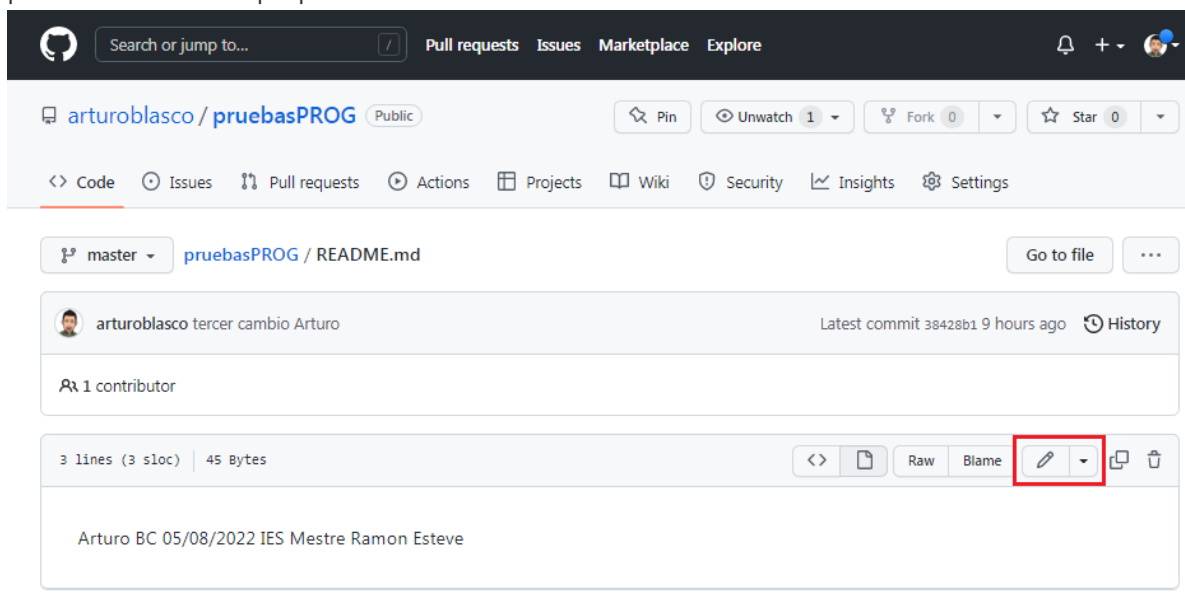 Search or jump to... / Pull requests Issues Marketplace Explore
arturoblasco / pruebasPROG Public Pin Unwatch 1 Fork 0 Star 0
<> Code Issues Pull requests Actions Projects Wiki Security Insights Settings
master pruebasPROG / README.md Go to file ...
arturoblasco tercer cambio Arturo Latest commit 38428b1 9 hours ago History
1 contributor
3 lines (3 sloc) 45 Bytes <> Raw Blame
Arturo BC 05/08/2022 IES Mestre Ramon Esteve